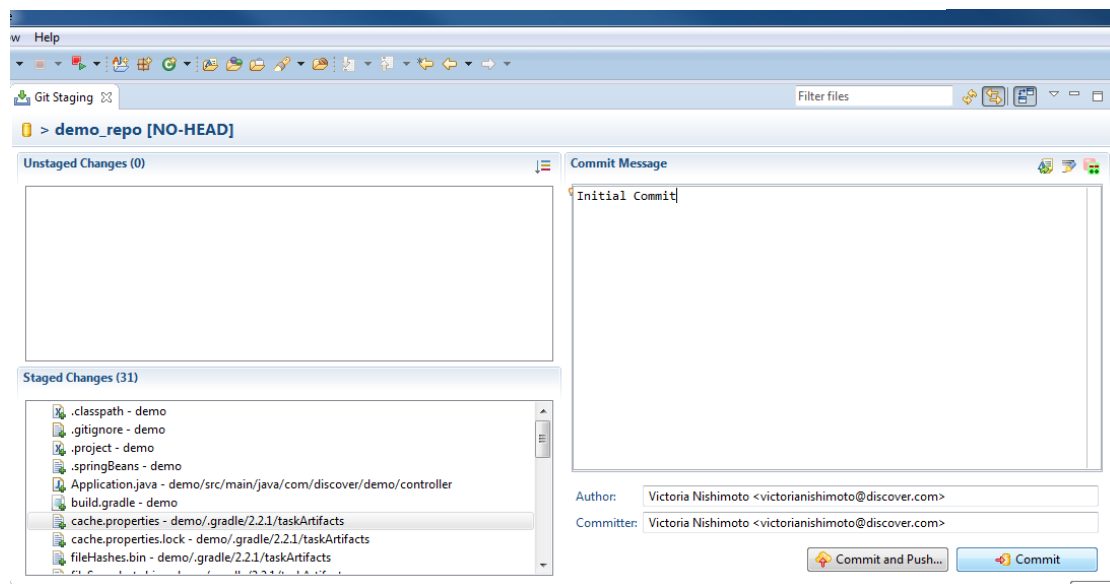 Help
Git Staging
Filter files
> demo_repo [NO-HEAD]
Unstaged Changes (0)
Commit Message
Initial Commit
Staged Changes (31)
.classpath - demo
.gitignore - demo
.project - demo
.springBeans - demo
Application.java - demo/src/main/java/com/discover/demo/controller
build.gradle - demo
cache.properties - demo/.gradle/2.2.1/taskArtifacts
cache.properties.lock - demo/.gradle/2.2.1/taskArtifacts
fileHashes.bin - demo/.gradle/2.2.1/taskArtifacts
Author: Victoria Nishimoto <victorianishimoto@discover.com>
Committer: Victoria Nishimoto <victorianishimoto@discover.com>
Commit and Push...
Commit